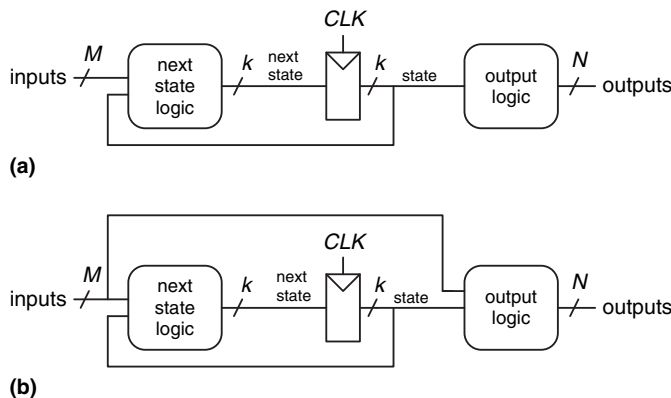 CLK
M
next
state
logic
k
next
state
k
state
output
logic
N
inputs
outputs
(a)
CLK
M
next
state
logic
k
next
state
k
state
output
logic
N
inputs
outputs
(b)